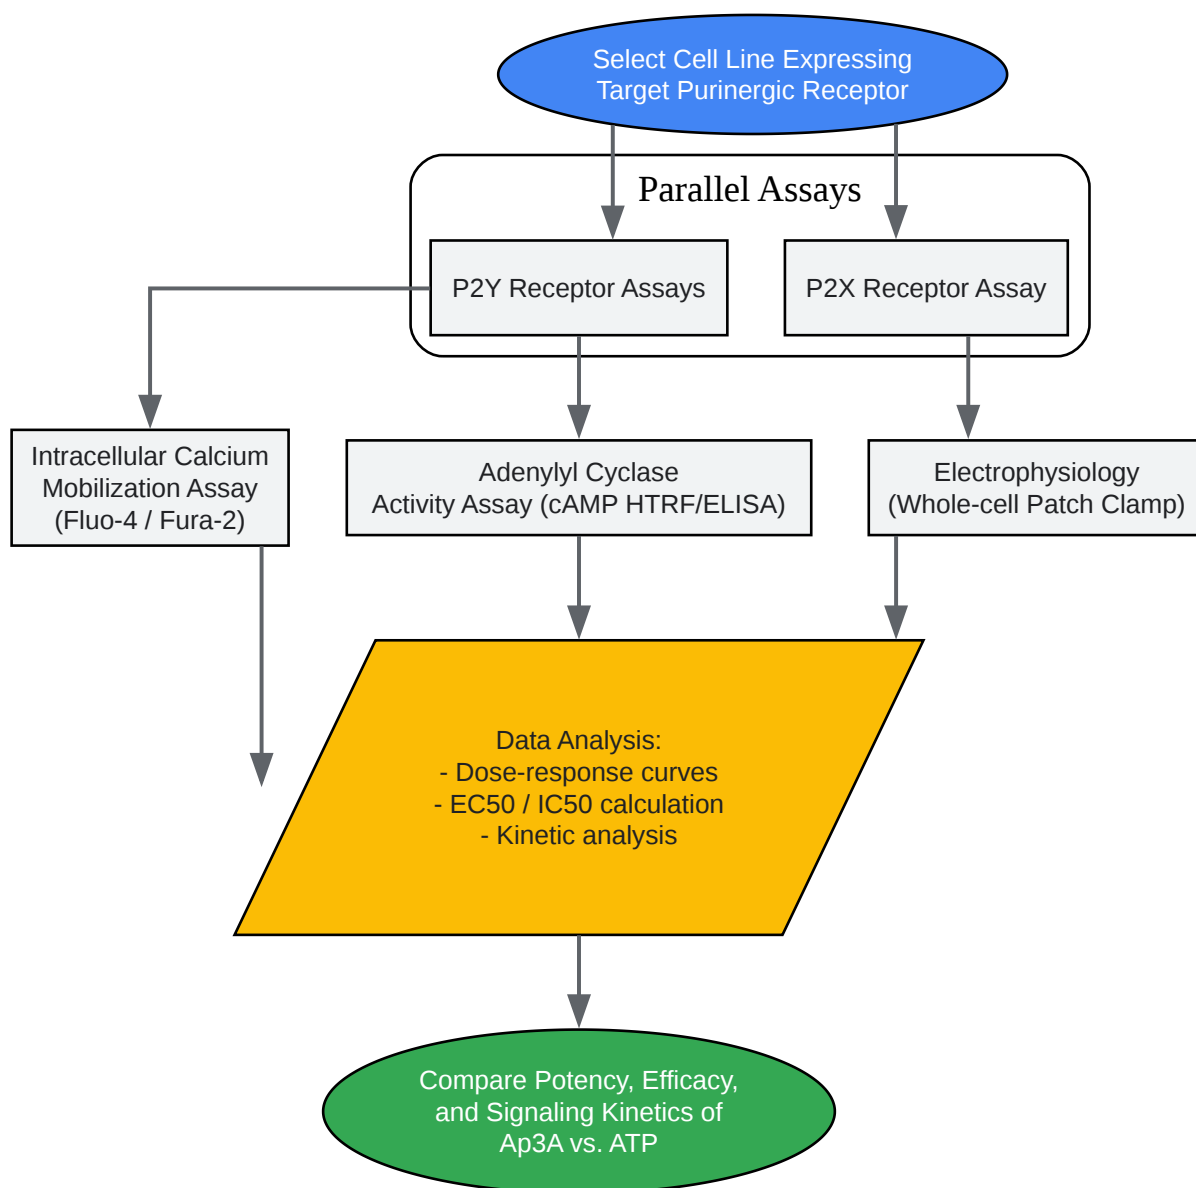 Select Cell Line Expressing
Target Purinergic Receptor
Parallel Assays
P2Y Receptor Assays
P2X Receptor Assay
Intracellular Calcium
Mobilization Assay
(Fluo-4 / Fura-2)
Adenylyl Cyclase
Activity Assay (cAMP HTRF/ELISA)
Electrophysiology
(Whole-cell Patch Clamp)
Data Analysis:
- Dose-response curves
- EC50 / IC50 calculation
- Kinetic analysis
Compare Potency, Efficacy,
and Signaling Kinetics of
Ap3A vs. ATP